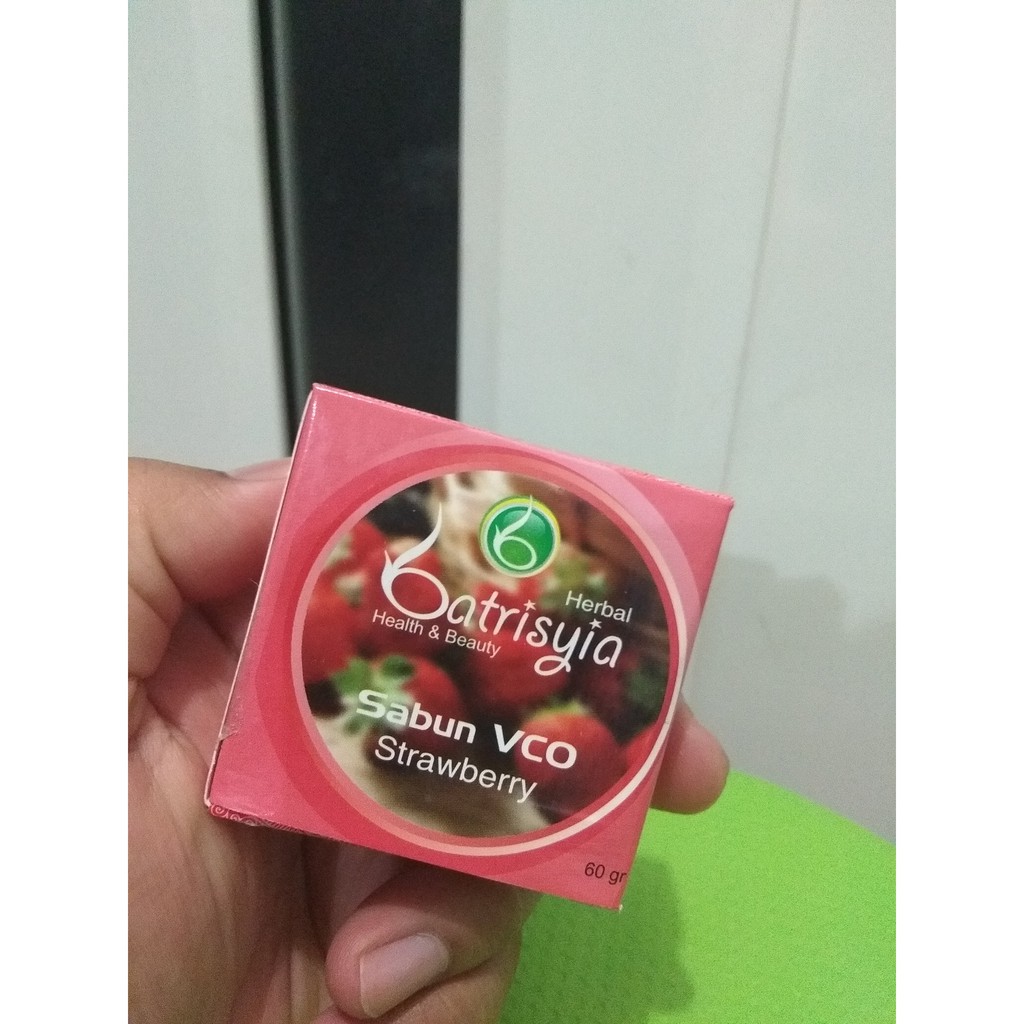 Herbal
Batrisyia
Health & Beauty
Sabun VCO
Strawberry
60 gr